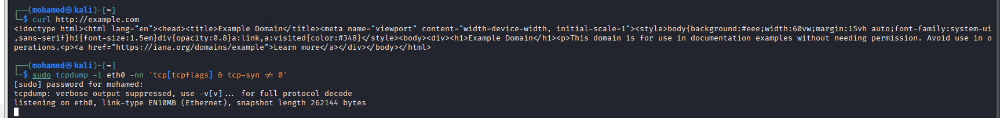 ┌──(mohamed㉿kali)-[~]
└─$ curl http://example.com
<!doctype html><html lang="en"><head><title>Example Domain</title><meta name="viewport" content="width=device-width, initial-scale=1"><style>body{background:#eee;width:60vw;margin:15vh auto;font-family:system-ui
,sans-serif}h1{font-size:1.5em}div{opacity:0.8}a:link,a:visited{color:#348}</style><body><div><h1>Example Domain</h1><p>This domain is for use in documentation examples without needing permission. Avoid use in o
perations.<p><a href="https://iana.org/domains/example">Learn more</a></div></body></html>
┌──(mohamed㉿kali)-[~]
└─$ sudo tcpdump -i eth0 -nn 'tcp[tcpflags] & tcp-syn != 0'
[sudo] password for mohamed:
tcpdump: verbose output suppressed, use -v[v]... for full protocol decode
listening on eth0, link-type EN10MB (Ethernet), snapshot length 262144 bytes